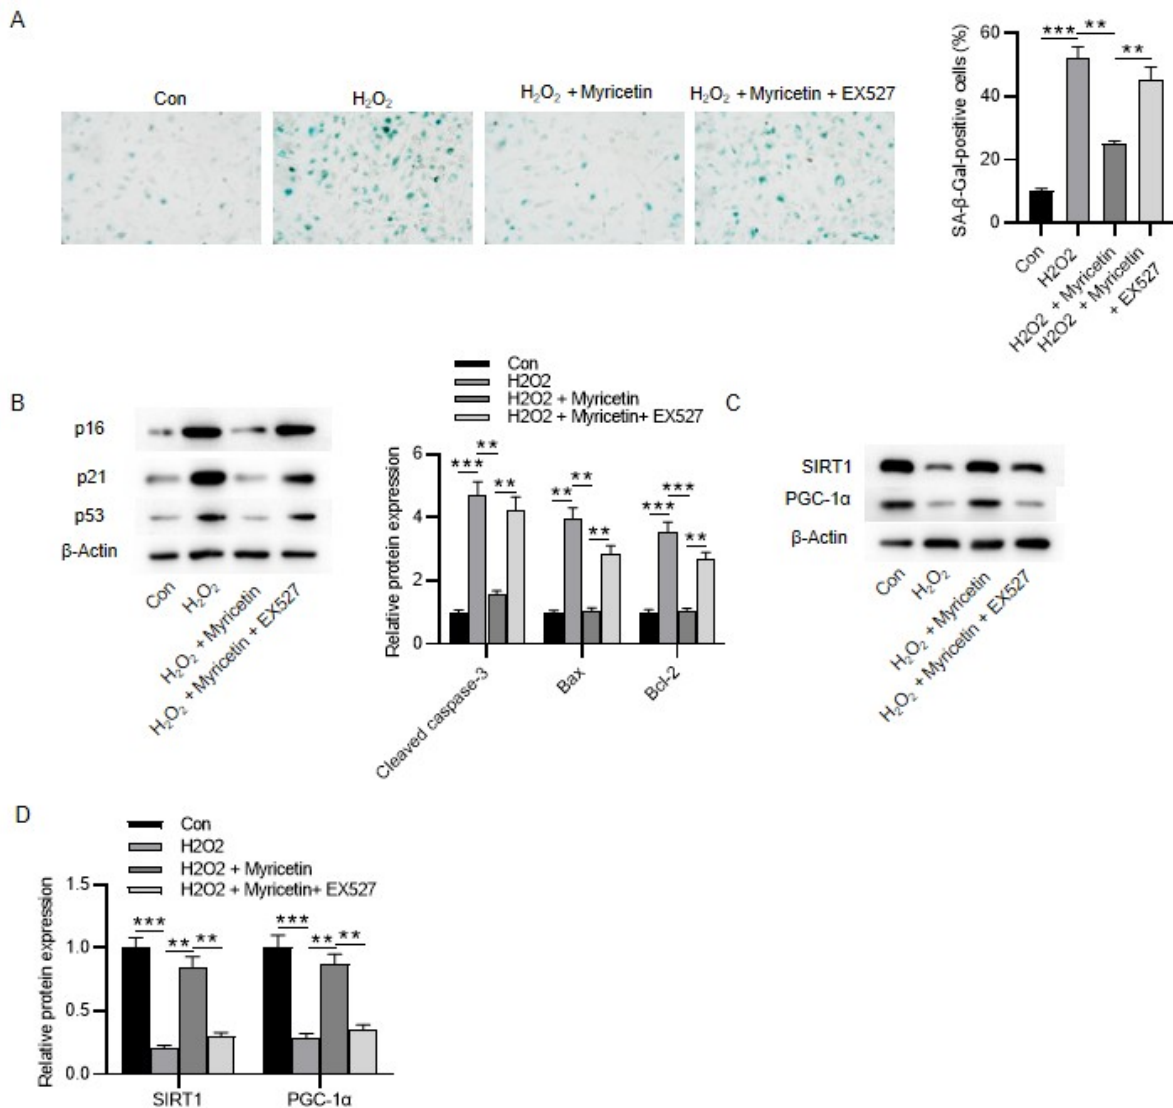 A
Con
H₂O₂
H₂O₂ + Myricetin
H₂O₂ + Myricetin + EX527
SA-β-Gal-positive cells (%)
60
40
20
0
***
**
**
Con
H2O2
H2O2 + Myricetin
H2O2 + Myricetin
+ EX527
B
p16
p21
p53
β-Actin
Con
H₂O₂
H₂O₂ + Myricetin
H₂O₂ + Myricetin + EX527
Con
H2O2
H2O2 + Myricetin
H2O2 + Myricetin+ EX527
Relative protein expression
6
4
2
0
***
**
**
**
**
**
***
***
**
Cleaved caspase-3
Bax
Bcl-2
C
SIRT1
PGC-1α
β-Actin
Con
H₂O₂
H₂O₂ + Myricetin
H₂O₂ + Myricetin + EX527
D
Con
H2O2
H2O2 + Myricetin
H2O2 + Myricetin+ EX527
Relative protein expression
1.5
1.0
0.5
0.0
***
**
**
***
**
**
SIRT1
PGC-1α